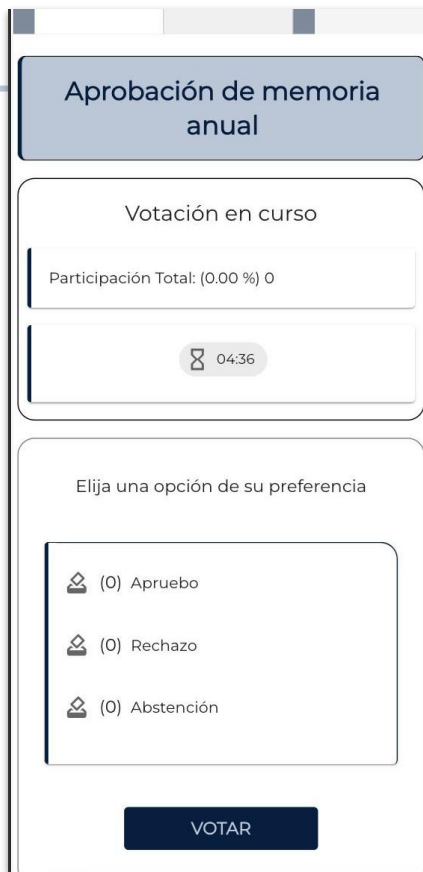 Aprobación de memoria
anual
Votación en curso
Participación Total: (0.00 %) 0
04:36
Elija una opción de su preferencia
(0) Apruebo
(0) Rechazo
(0) Abstención
VOTAR